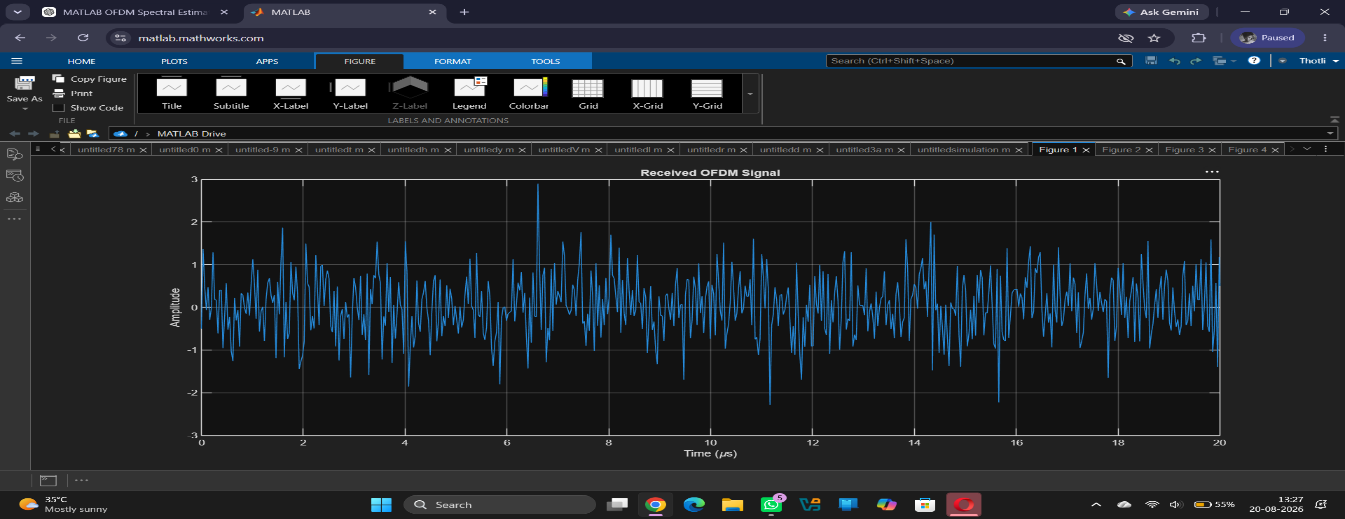 MATLAB OFDM Spectral Estima
MATLAB
Ask Gemini
matlab.mathworks.com
Paused
HOME PLOTS APPS FIGURE FORMAT TOOLS
Search (Ctrl+Shift+Space)
Thotli
Save As
Copy Figure
Print
Show Code
FILE
Title Subtitle X-Label Y-Label Z-Label Legend Colorbar Grid X-Grid Y-Grid
LABELS AND ANNOTATIONS
/ > MATLAB Drive
untitled78 m untitled0 m untitled-9 m untitledt m untitledh m untitledy m untitledV m untitledl m untitledr m untitledd m untitled3a m untitledsimulation m Figure 1 Figure 2 Figure 3 Figure 4
Received OFDM Signal
3
2
1
0
-1
-2
-3
Amplitude
0 2 4 6 8 10 12 14 16 18 20
Time (μs)
35°C
Mostly sunny
Search
5
55%
13:27
20-08-2026